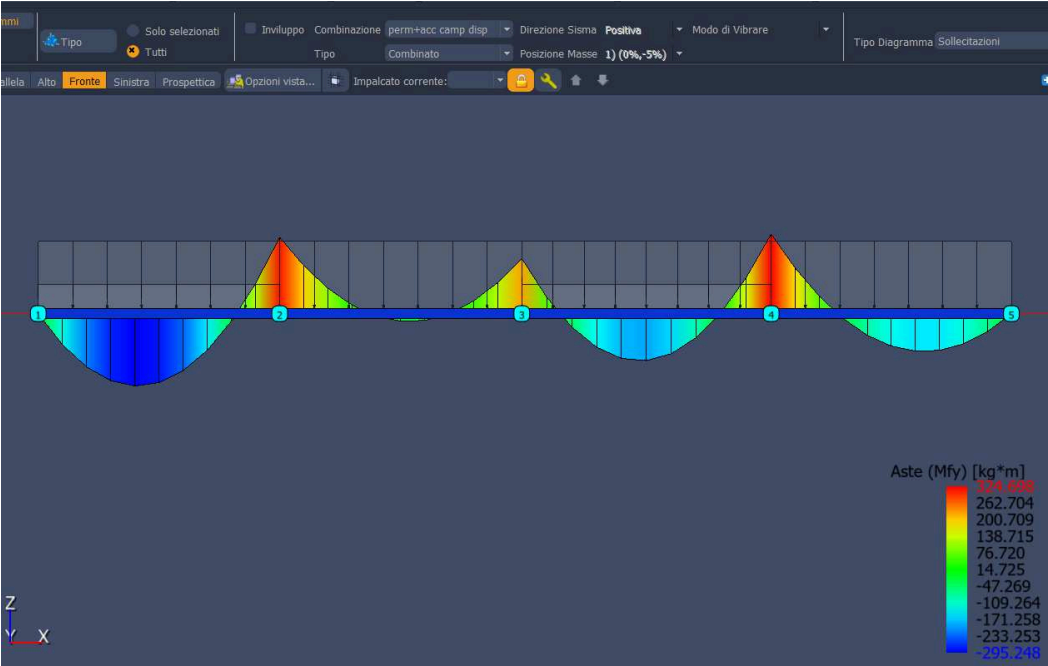 mmi
Tipo
Solo selezionati
Tutti
Inviluppo Combinazione perm+acc camp disp Direzione Sisma Positiva Modo di Vibrare
Tipo Combinato Posizione Masse 1) (0%,-5%)
Tipo Diagramma Sollecitazioni
allela Alto Fronte Sinistra Prospettica Opzioni vista... Impalcato corrente:
1 2 3 4 5
Aste (Mfy) [kg*m]
324.698
262.704
200.709
138.715
76.720
14.725
-47.269
-109.264
-171.258
-233.253
-295.248
Z
Y X